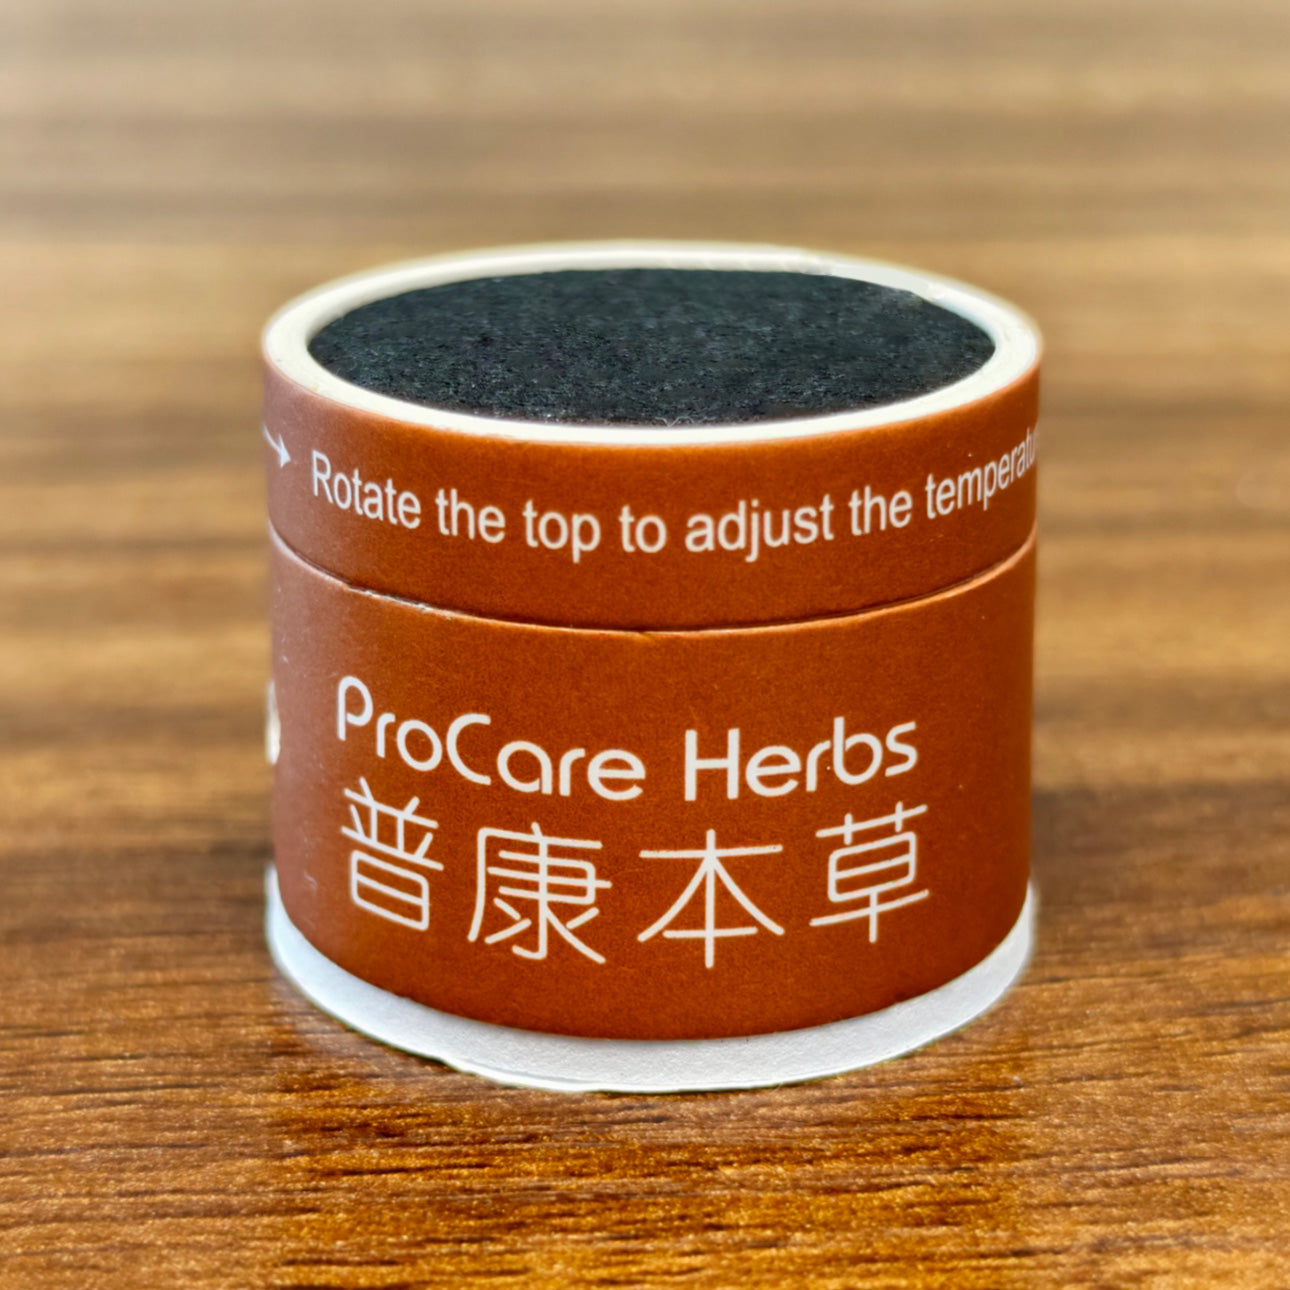 → Rotate the top to adjust the
ProCare Herbs
普康本草